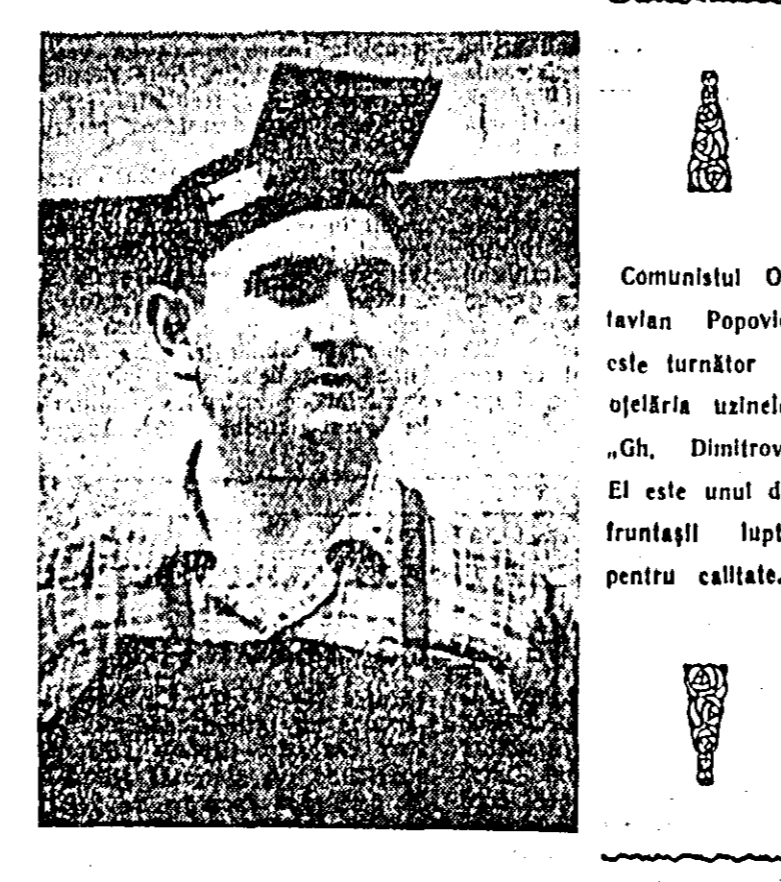 Comunistul O
tavian Popovic
este turnător
oțelăria uzinel
„Gh. Dimitrov
El este unul d
fruntașii lupt
pentru calitate.